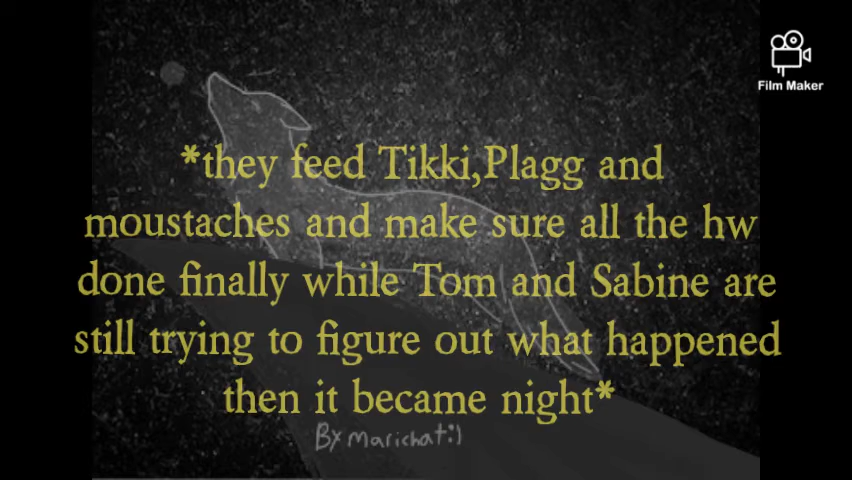 Film Maker
*they feed Tikki,Plagg and
moustaches and make sure all the hw
done finally while Tom and Sabine are
still trying to figure out what happened
then it became night*
By marichat:)